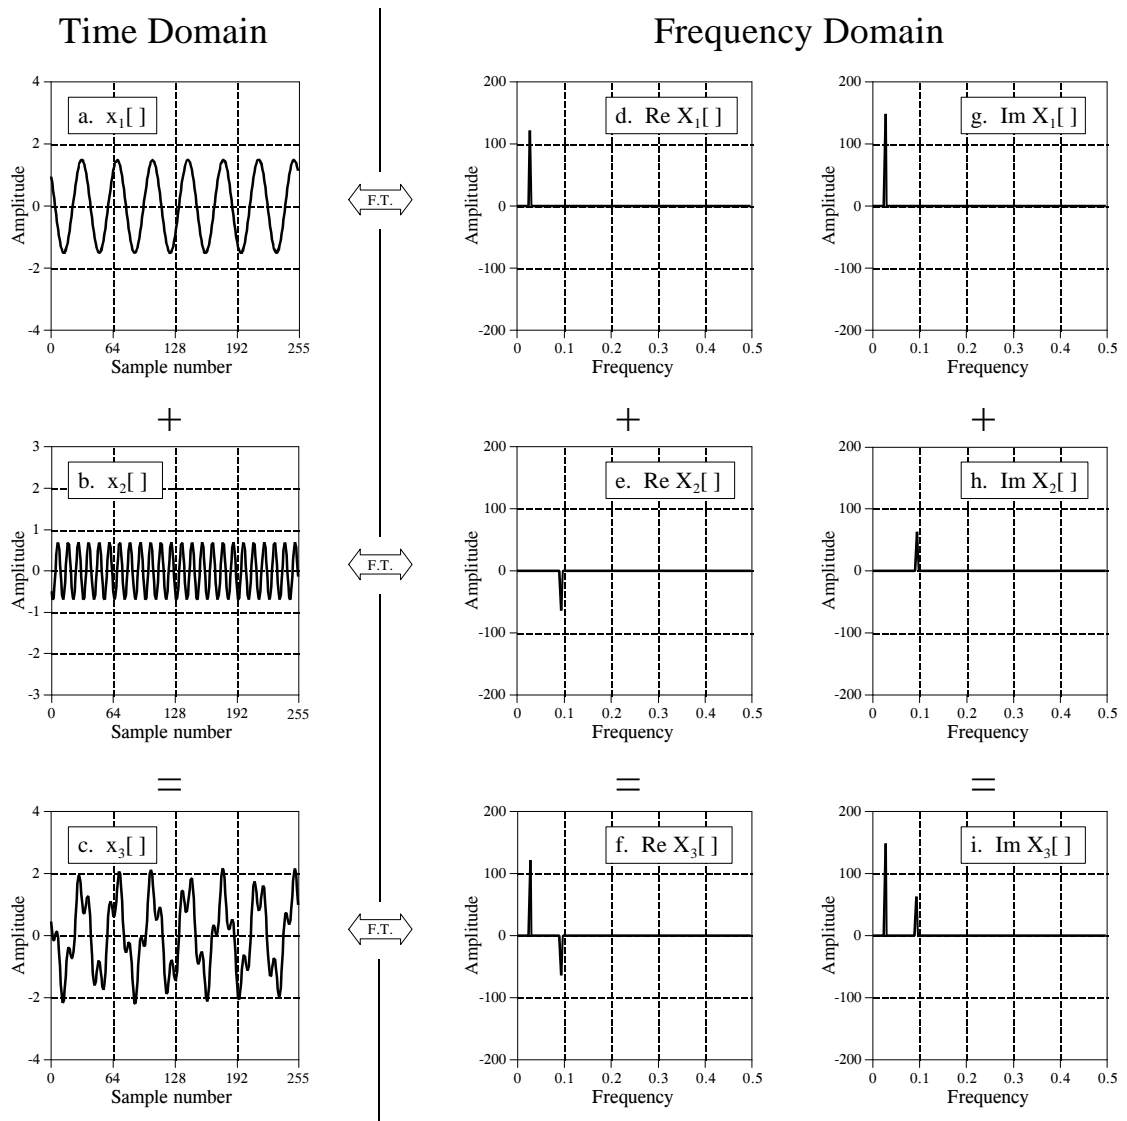 Time Domain
Frequency Domain
a. x₁[ ]
4
2
0
-2
-4
Amplitude
0 64 128 192 255
Sample number
F.T.
d. Re X₁[ ]
200
100
0
-100
-200
Amplitude
0 0.1 0.2 0.3 0.4 0.5
Frequency
g. Im X₁[ ]
200
100
0
-100
-200
Amplitude
0 0.1 0.2 0.3 0.4 0.5
Frequency
+ + +
b. x₂[ ]
3
2
1
0
-1
-2
-3
Amplitude
0 64 128 192 255
Sample number
F.T.
e. Re X₂[ ]
200
100
0
-100
-200
Amplitude
0 0.1 0.2 0.3 0.4 0.5
Frequency
h. Im X₂[ ]
200
100
0
-100
-200
Amplitude
0 0.1 0.2 0.3 0.4 0.5
Frequency
= = =
c. x₃[ ]
4
2
0
-2
-4
Amplitude
0 64 128 192 255
Sample number
F.T.
f. Re X₃[ ]
200
100
0
-100
-200
Amplitude
0 0.1 0.2 0.3 0.4 0.5
Frequency
i. Im X₃[ ]
200
100
0
-100
-200
Amplitude
0 0.1 0.2 0.3 0.4 0.5
Frequency